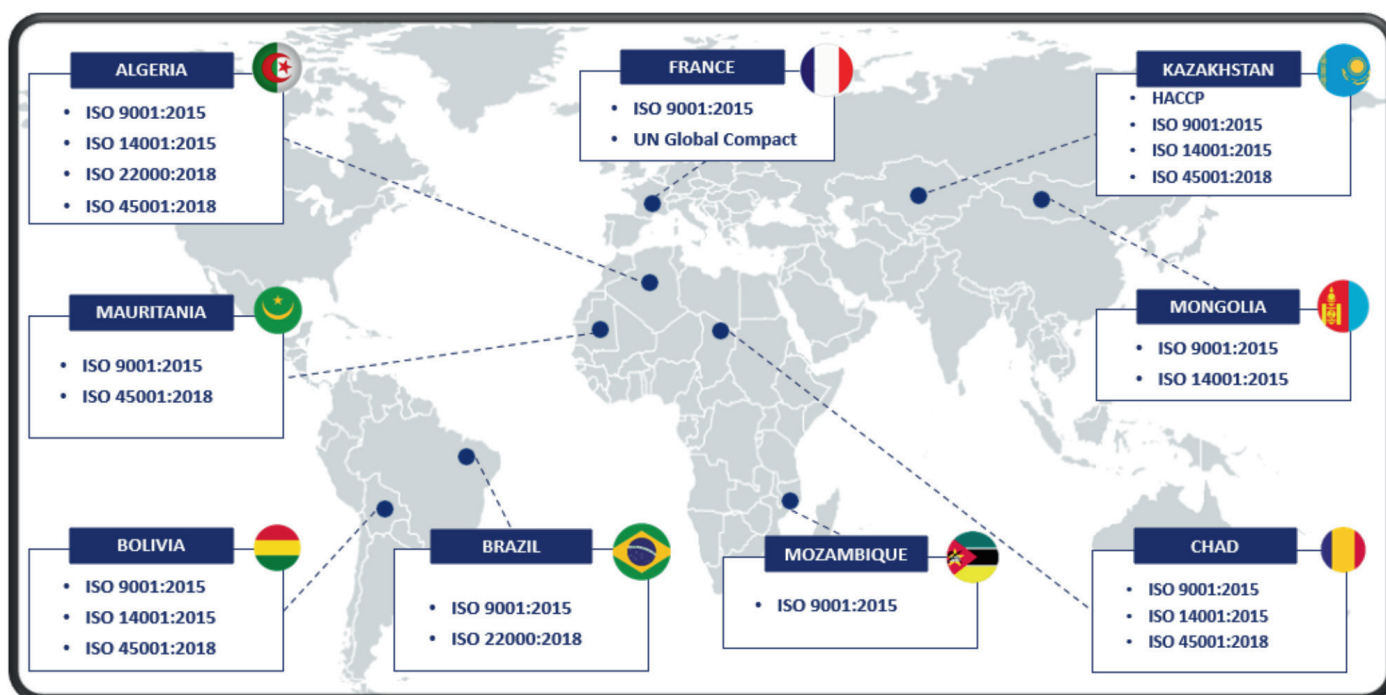 ALGERIA
• ISO 9001:2015
• ISO 14001:2015
• ISO 22000:2018
• ISO 45001:2018
FRANCE
• ISO 9001:2015
• UN Global Compact
KAZAKHSTAN
• HACCP
• ISO 9001:2015
• ISO 14001:2015
• ISO 45001:2018
MAURITANIA
• ISO 9001:2015
• ISO 45001:2018
MONGOLIA
• ISO 9001:2015
• ISO 14001:2015
BOLIVIA
• ISO 9001:2015
• ISO 14001:2015
• ISO 45001:2018
BRAZIL
• ISO 9001:2015
• ISO 22000:2018
MOZAMBIQUE
• ISO 9001:2015
CHAD
• ISO 9001:2015
• ISO 14001:2015
• ISO 45001:2018